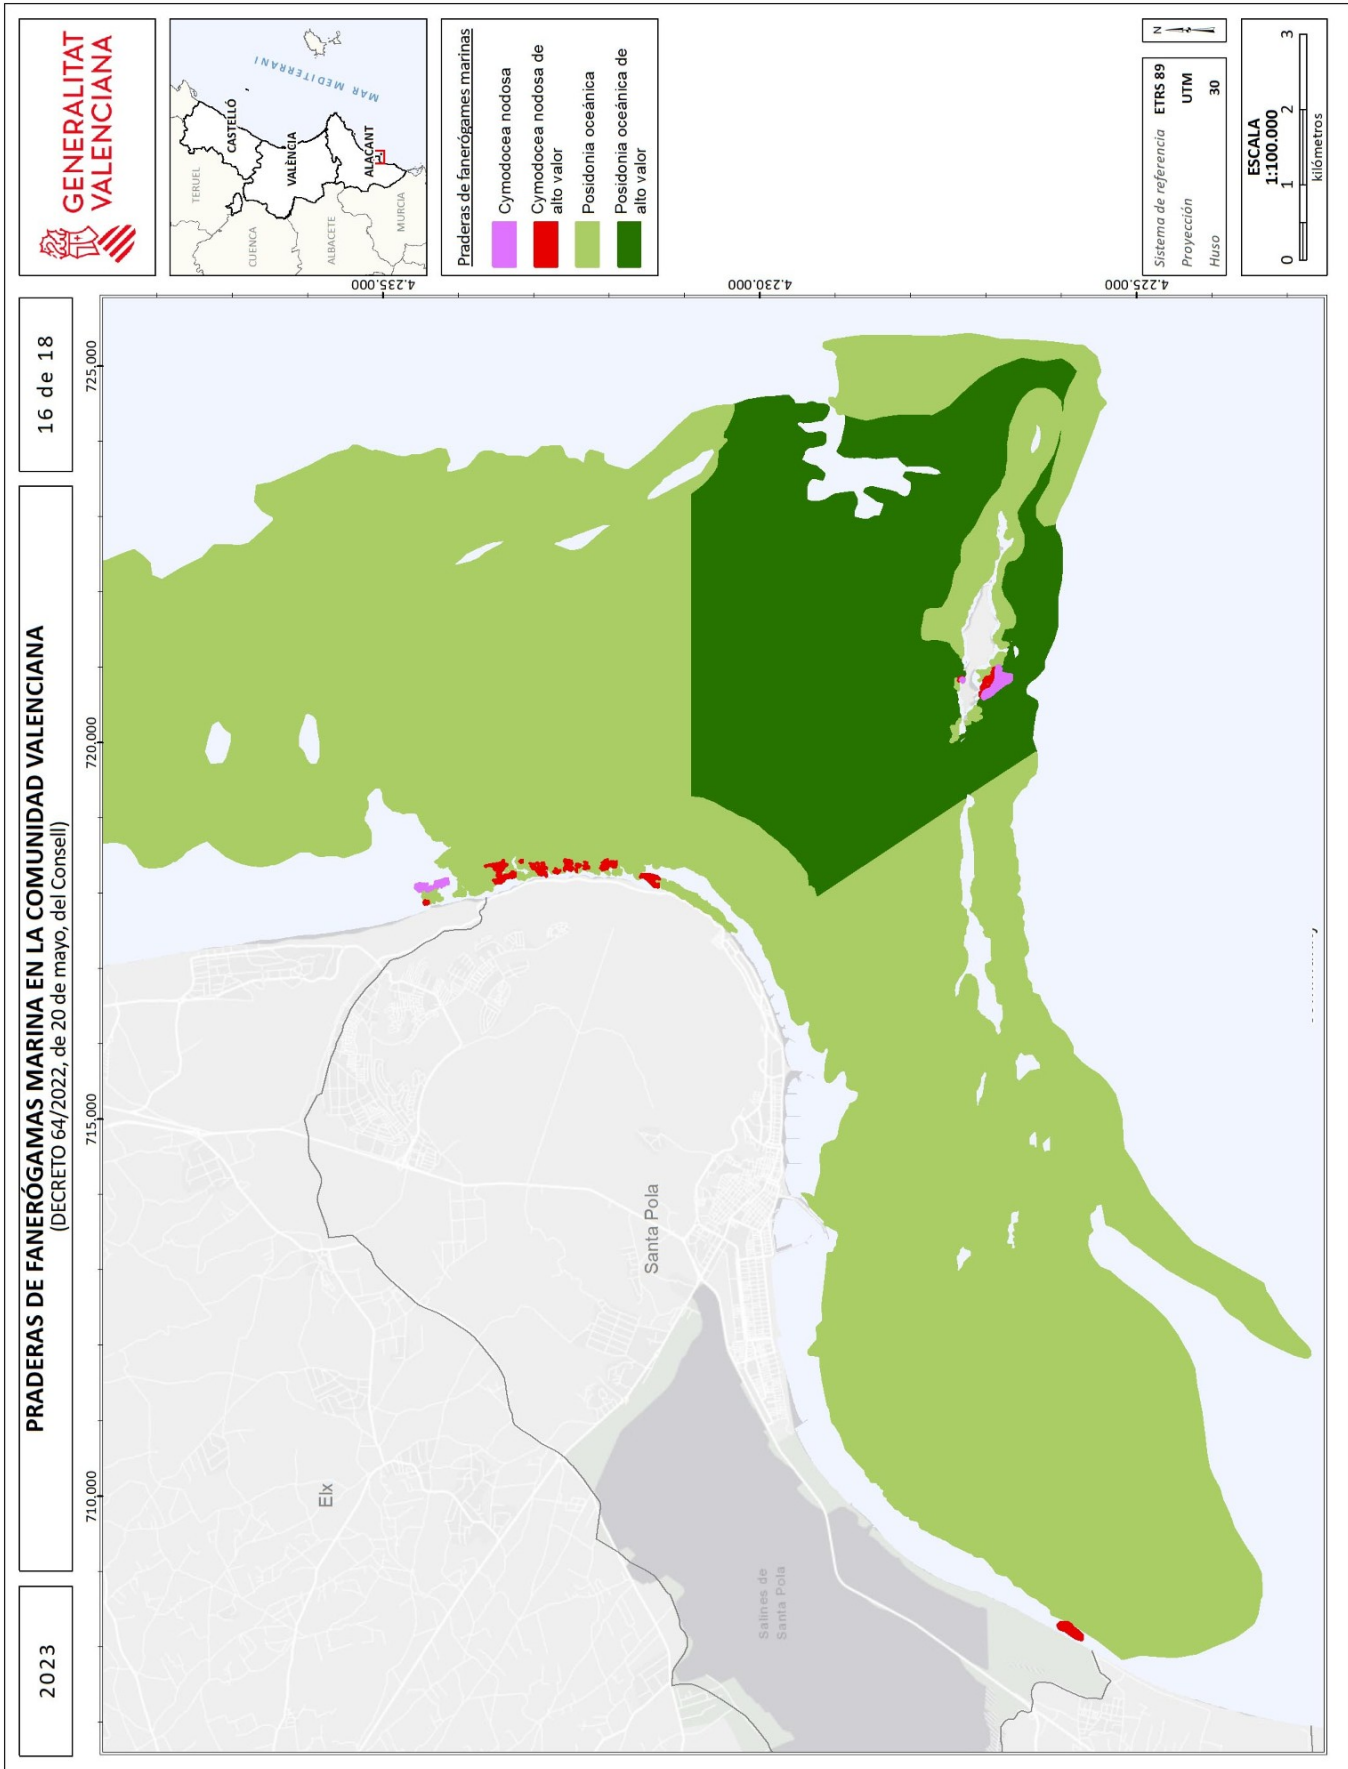 2023
PRADERAS DE FANERÓGAMAS MARINA EN LA COMUNIDAD VALENCIANA
(DECRETO 64/2022, de 20 de mayo, del Consell)
16 de 18
GENERALITAT
VALENCIANA
TERUEL
CASTELLÓ
CUENCA
VALÈNCIA
MAR MEDITERRANI
ALBACETE
ALACANT
MURCIA
Praderas de fanerógames marinas
Cymodocea nodosa
Cymodocea nodosa de
alto valor
Posidonia oceánica
Posidonia oceánica de
alto valor
Sistema de referencia ETRS 89
Proyección UTM
Huso 30
N
ESCALA
1:100.000
0 1 2 3
kilómetros
710.000
715.000
720.000
725.000
4.235.000
4.230.000
4.225.000
Elx
Santa Pola
Salines de
Santa Pola